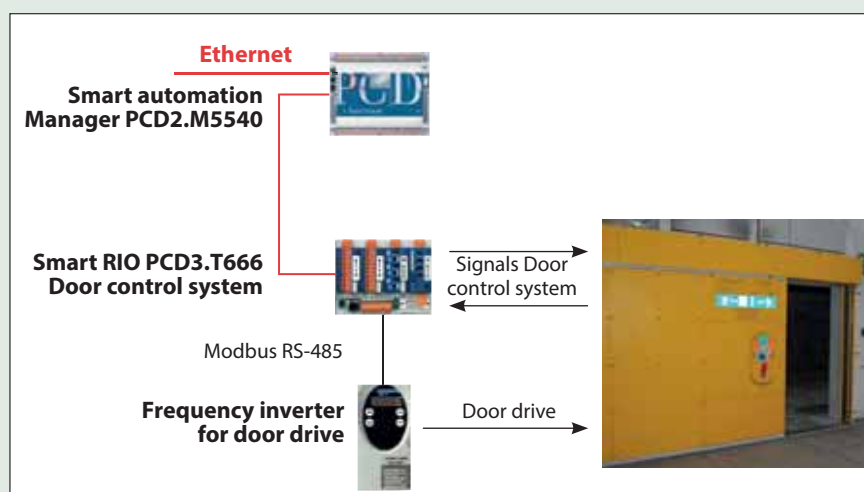 Ethernet
Smart automation
Manager PCD2.M5540
PCD
Smart RIO PCD3.T666
Door control system
Signals Door
control system
Modbus RS-485
Frequency inverter
for door drive
Door drive